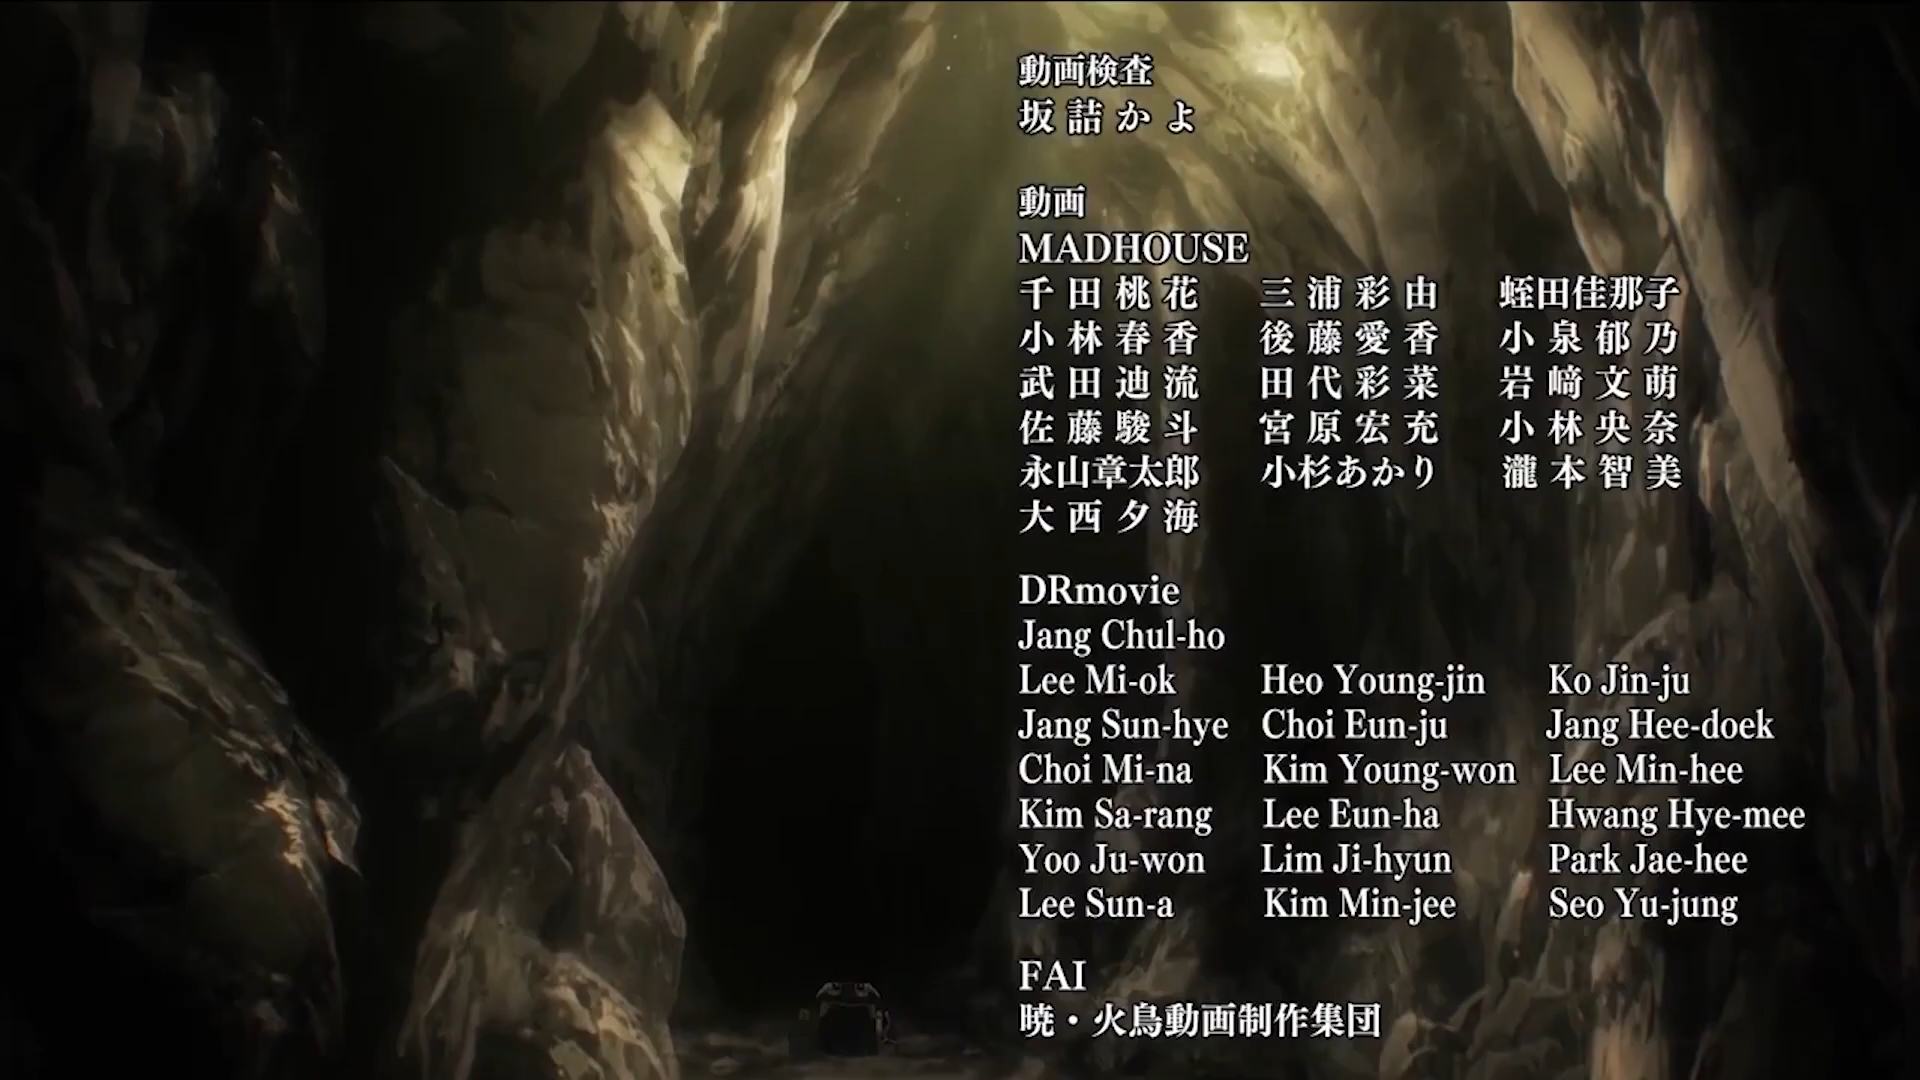 動画検査
坂詰かよ
動画
MADHOUSE
千田桃花 三浦彩由 蛭田佳那子
小林春香 後藤愛香 小泉郁乃
武田迪流 田代彩菜 岩﨑文萌
佐藤駿斗 宮原宏充 小林央奈
永山章太郎 小杉あかり 瀧本智美
大西夕海
DRmovie
Jang Chul-ho
Lee Mi-ok Heo Young-jin Ko Jin-ju
Jang Sun-hye Choi Eun-ju Jang Hee-doek
Choi Mi-na Kim Young-won Lee Min-hee
Kim Sa-rang Lee Eun-ha Hwang Hye-mee
Yoo Ju-won Lim Ji-hyun Park Jae-hee
Lee Sun-a Kim Min-jee Seo Yu-jung
FAI
暁・火鳥動画制作集団